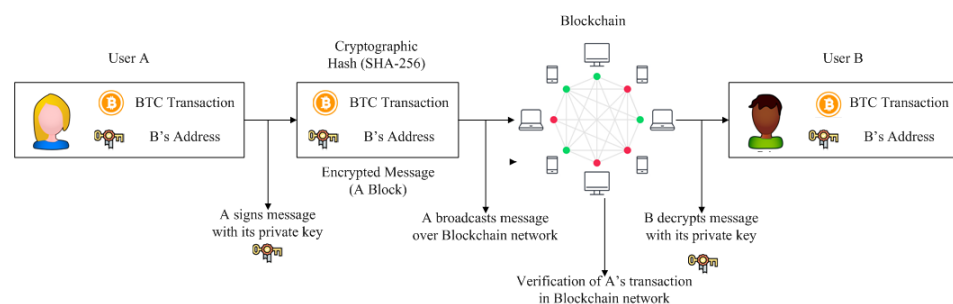 User A
BTC Transaction
B's Address
Cryptographic
Hash (SHA-256)
BTC Transaction
B's Address
Encrypted Message
(A Block)
Blockchain
User B
BTC Transaction
B's Address
A signs message
with its private key
A broadcasts message
over Blockchain network
B decrypts message
with its private key
Verification of A's transaction
in Blockchain network